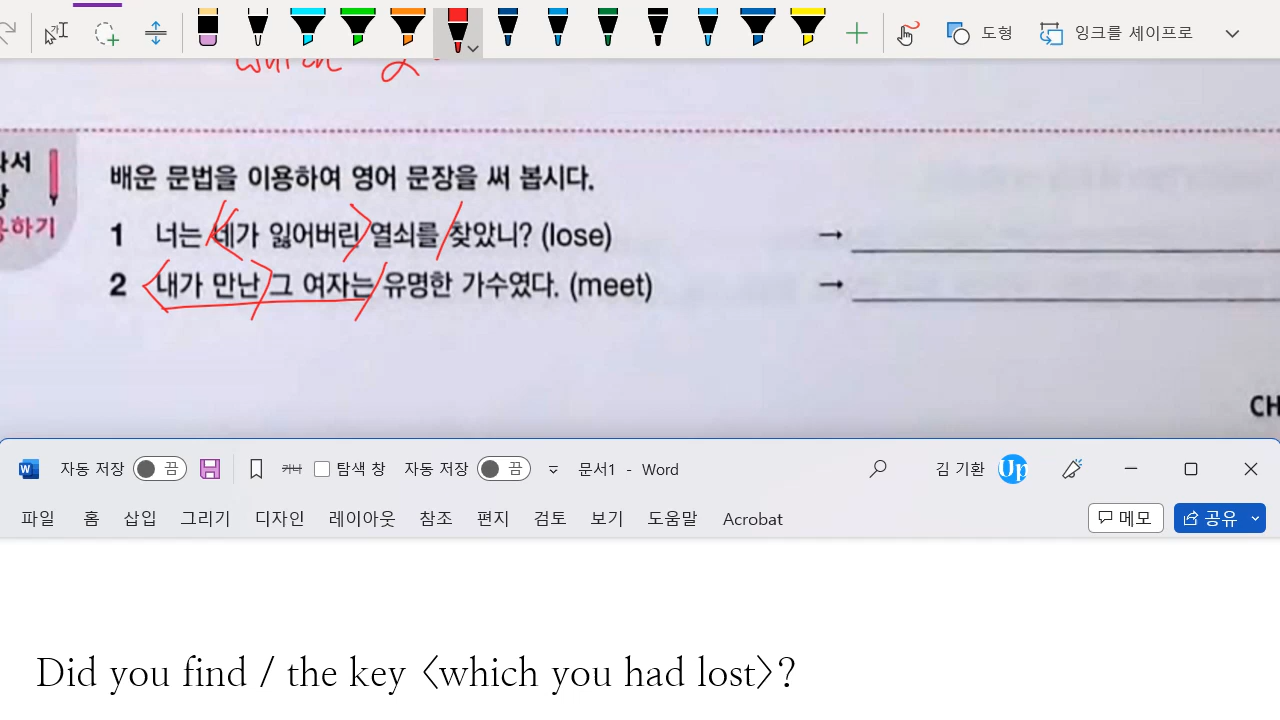 도형
잉크를 셰이프로
which
배운 문법을 이용하여 영어 문장을 써 봅시다.
하기
1 너는 네가 잃어버린 열쇠를 찾았니? (lose) →
2 내가 만난 그 여자는 유명한 가수였다. (meet) →
CH
자동 저장 끔 가나 탐색 창 자동 저장 끔 문서1 - Word 김 기환 Up
파일 홈 삽입 그리기 디자인 레이아웃 참조 편지 검토 보기 도움말 Acrobat 메모 공유
Did you find / the key <which you had lost>?